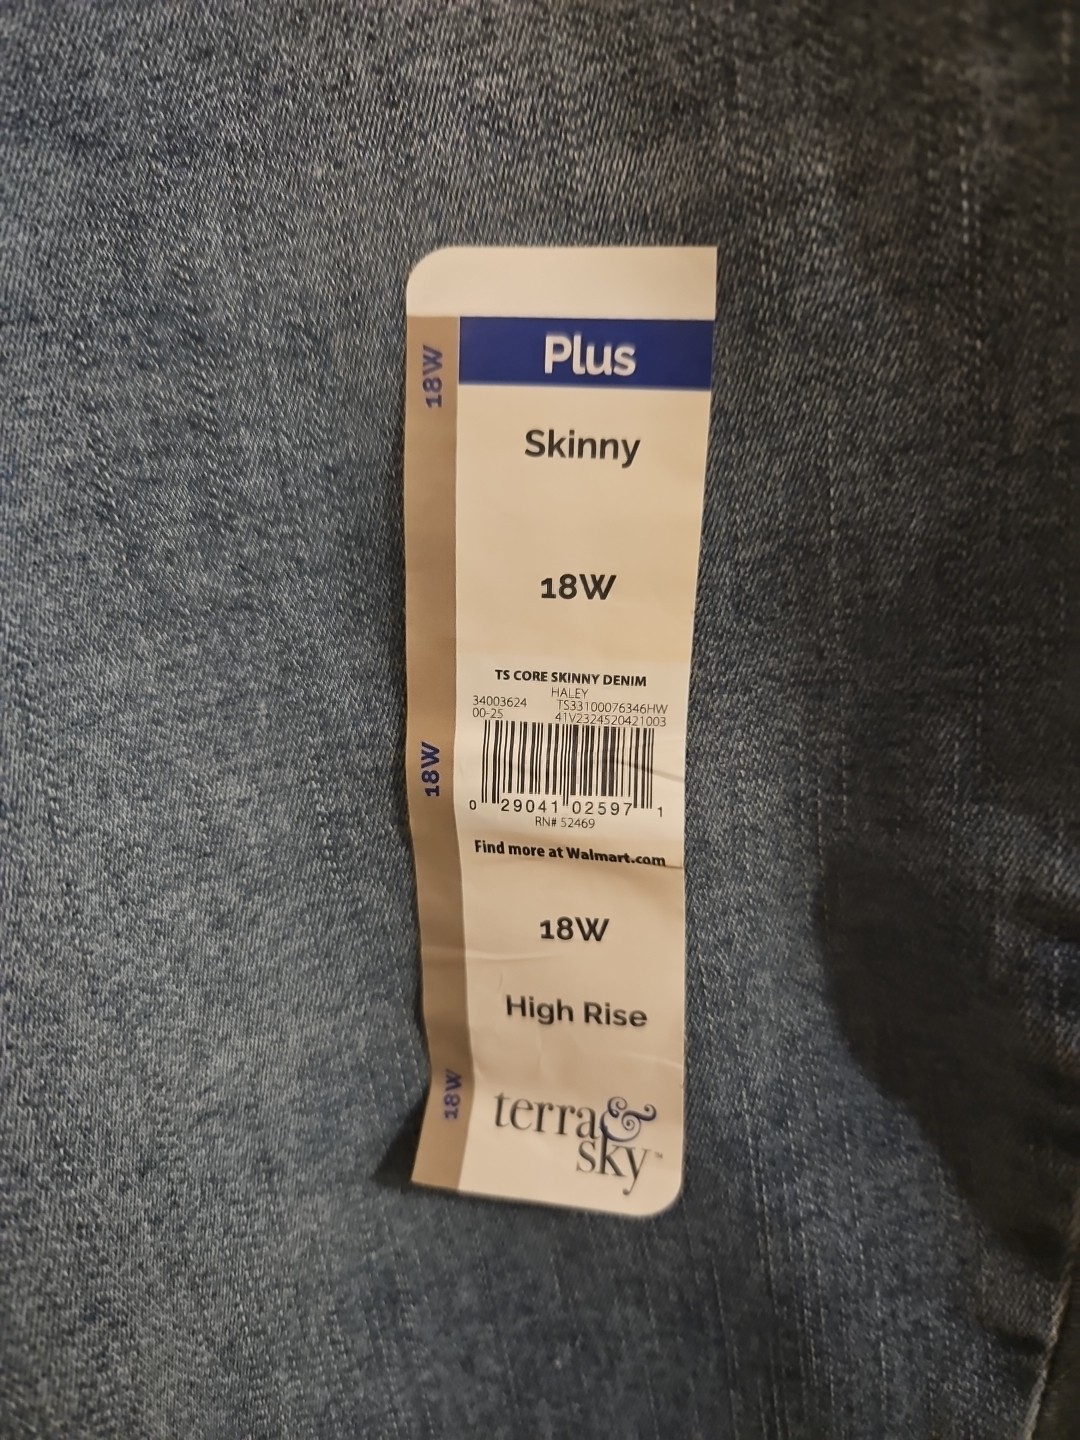 Plus
Skinny
18W
18W
TS CORE SKINNY DENIM
HALEY
34003624 TS33100076346HW
00-25 41V2324520421003
0 29041 02597 1
RN# 52469
18W
Find more at Walmart.com
18W
High Rise
18W
terra&
sky™